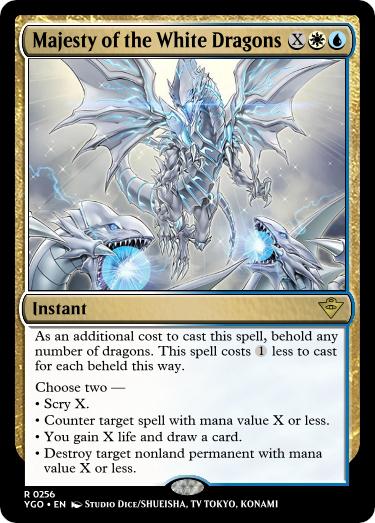 Majesty of the White Dragons X
Instant
As an additional cost to cast this spell, behold any
number of dragons. This spell costs 1 less to cast
for each beheld this way.
Choose two —
• Scry X.
• Counter target spell with mana value X or less.
• You gain X life and draw a card.
• Destroy target nonland permanent with mana
value X or less.
R 0256
YGO • EN STUDIO DICE/SHUEISHA, TV TOKYO, KONAMI